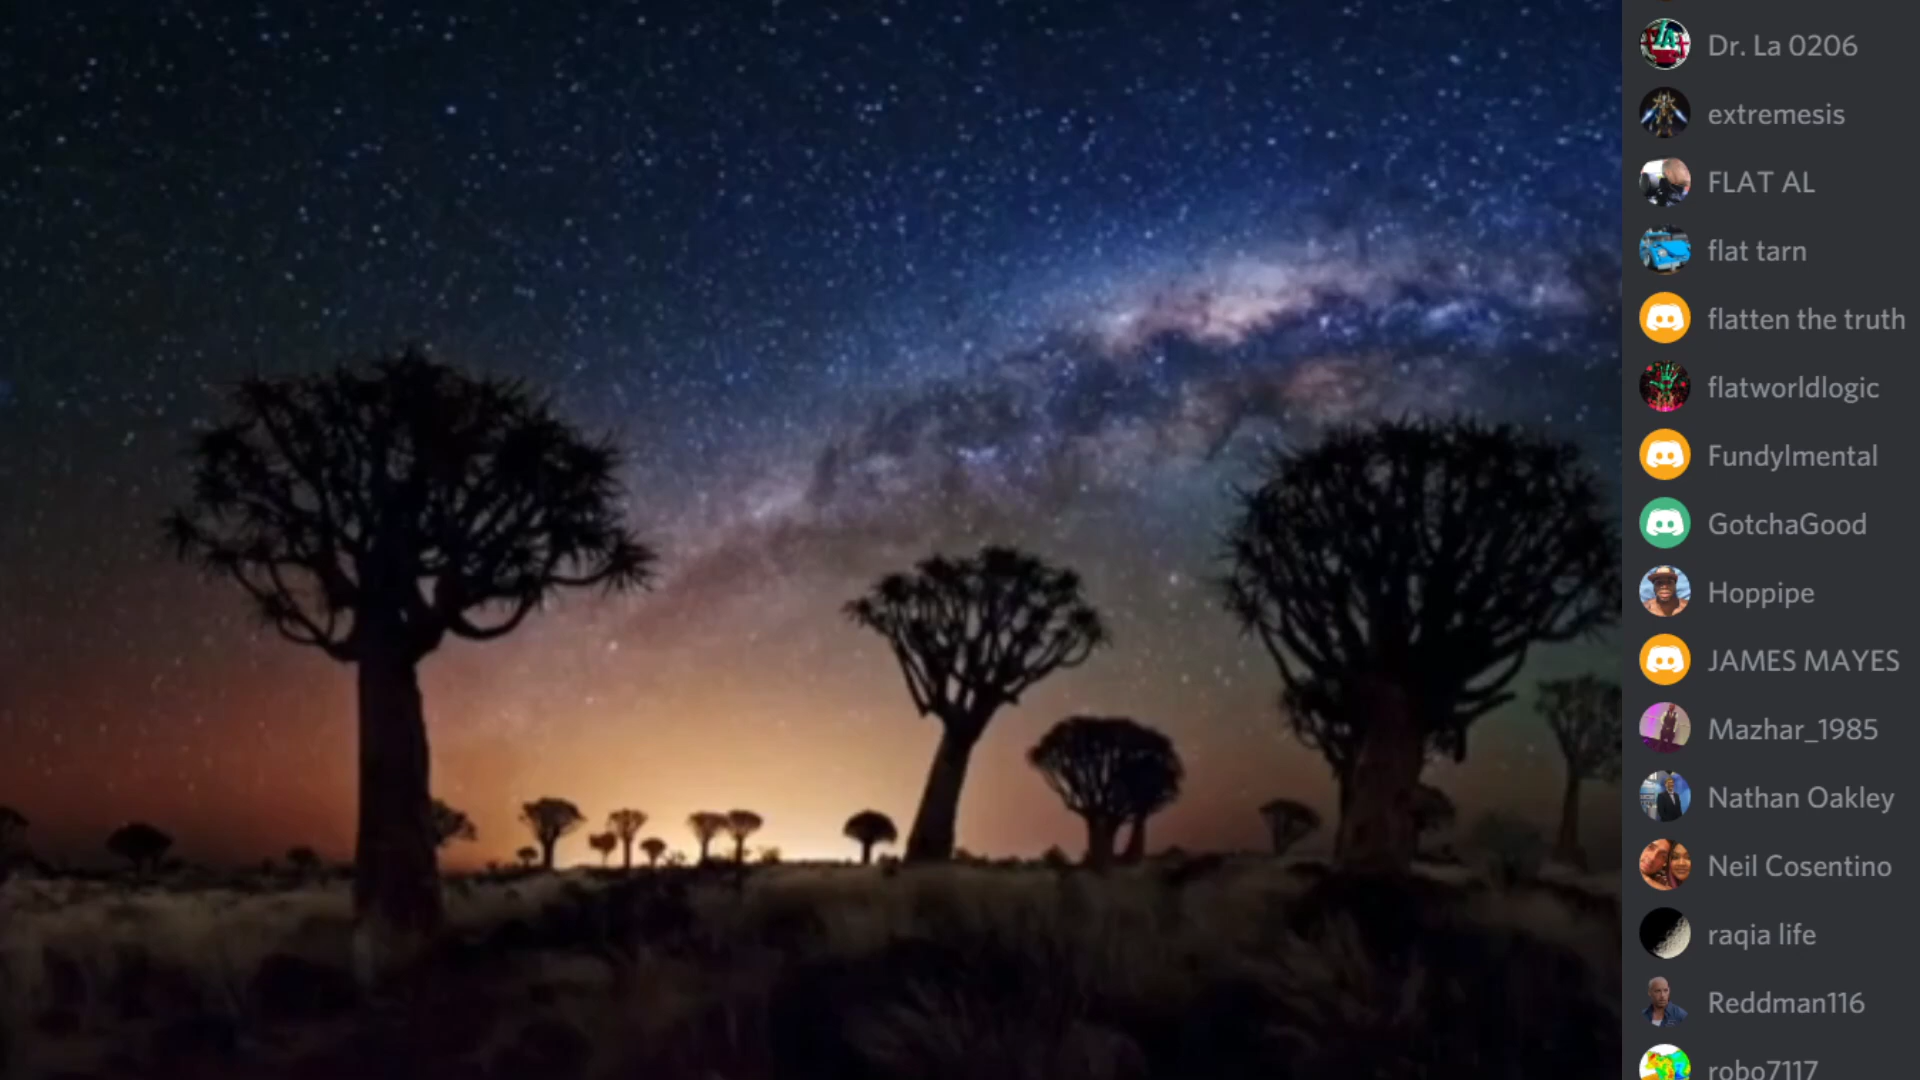 Dr. La 0206
extremesis
FLAT AL
flat tarn
flatten the truth
flatworldlogic
Fundylmental
GotchaGood
Hoppipe
JAMES MAYES
Mazhar_1985
Nathan Oakley
Neil Cosentino
raqia life
Reddman116
robo7117